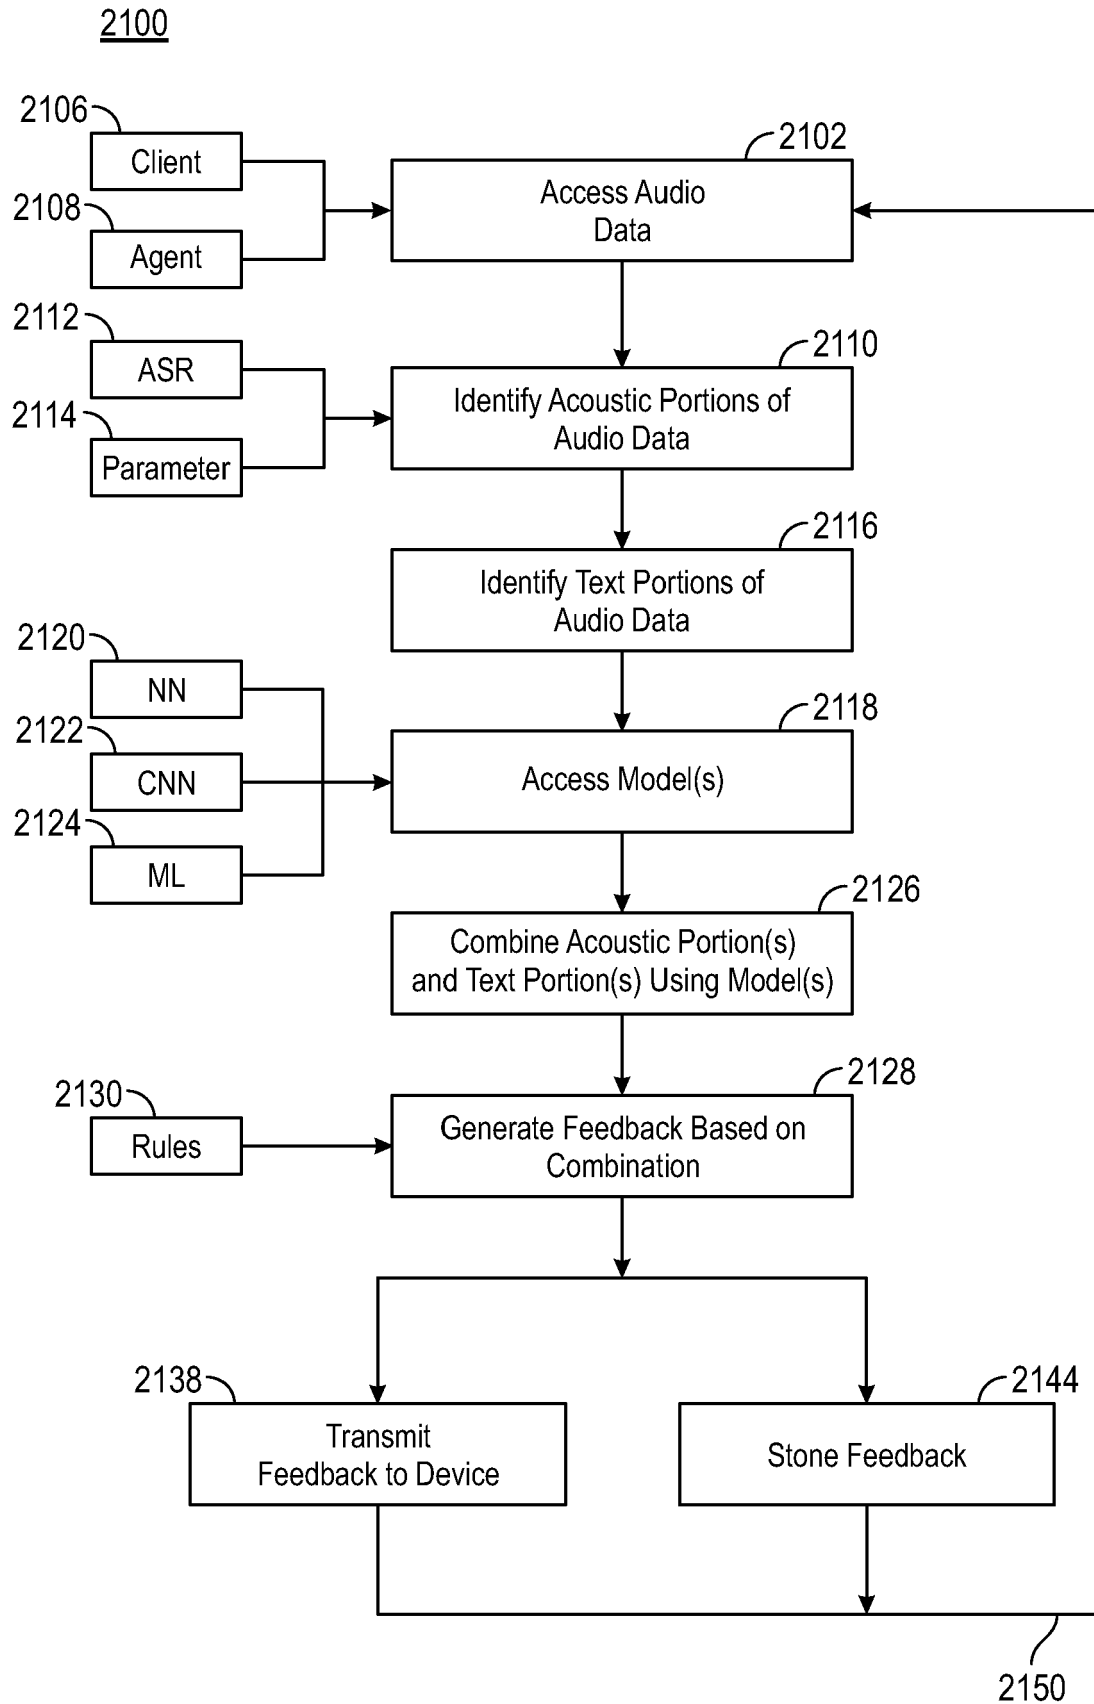 2100
2106
Client
2102
Access Audio
Data
2108
Agent
2112
ASR
2110
Identify Acoustic Portions of
Audio Data
2114
Parameter
2116
Identify Text Portions of
Audio Data
2120
NN
2118
Access Model(s)
2122
CNN
2124
ML
2126
Combine Acoustic Portion(s)
and Text Portion(s) Using Model(s)
2128
Generate Feedback Based on
Combination
2130
Rules
2138
Transmit
Feedback to Device
2144
Stone Feedback
2150